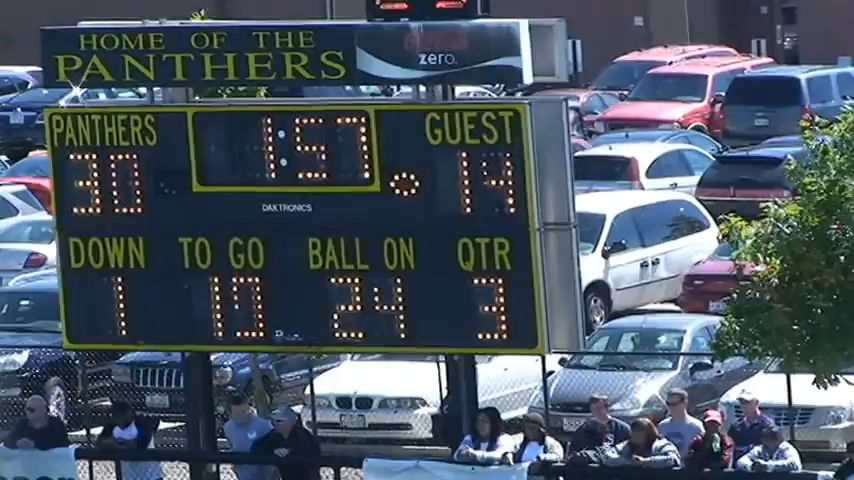 HOME OF THE
PANTHERS
zero.
PANTHERS 1:57 GUEST
30 14
DAKTRONICS
DOWN TO GO BALL ON QTR
1 17 24 3